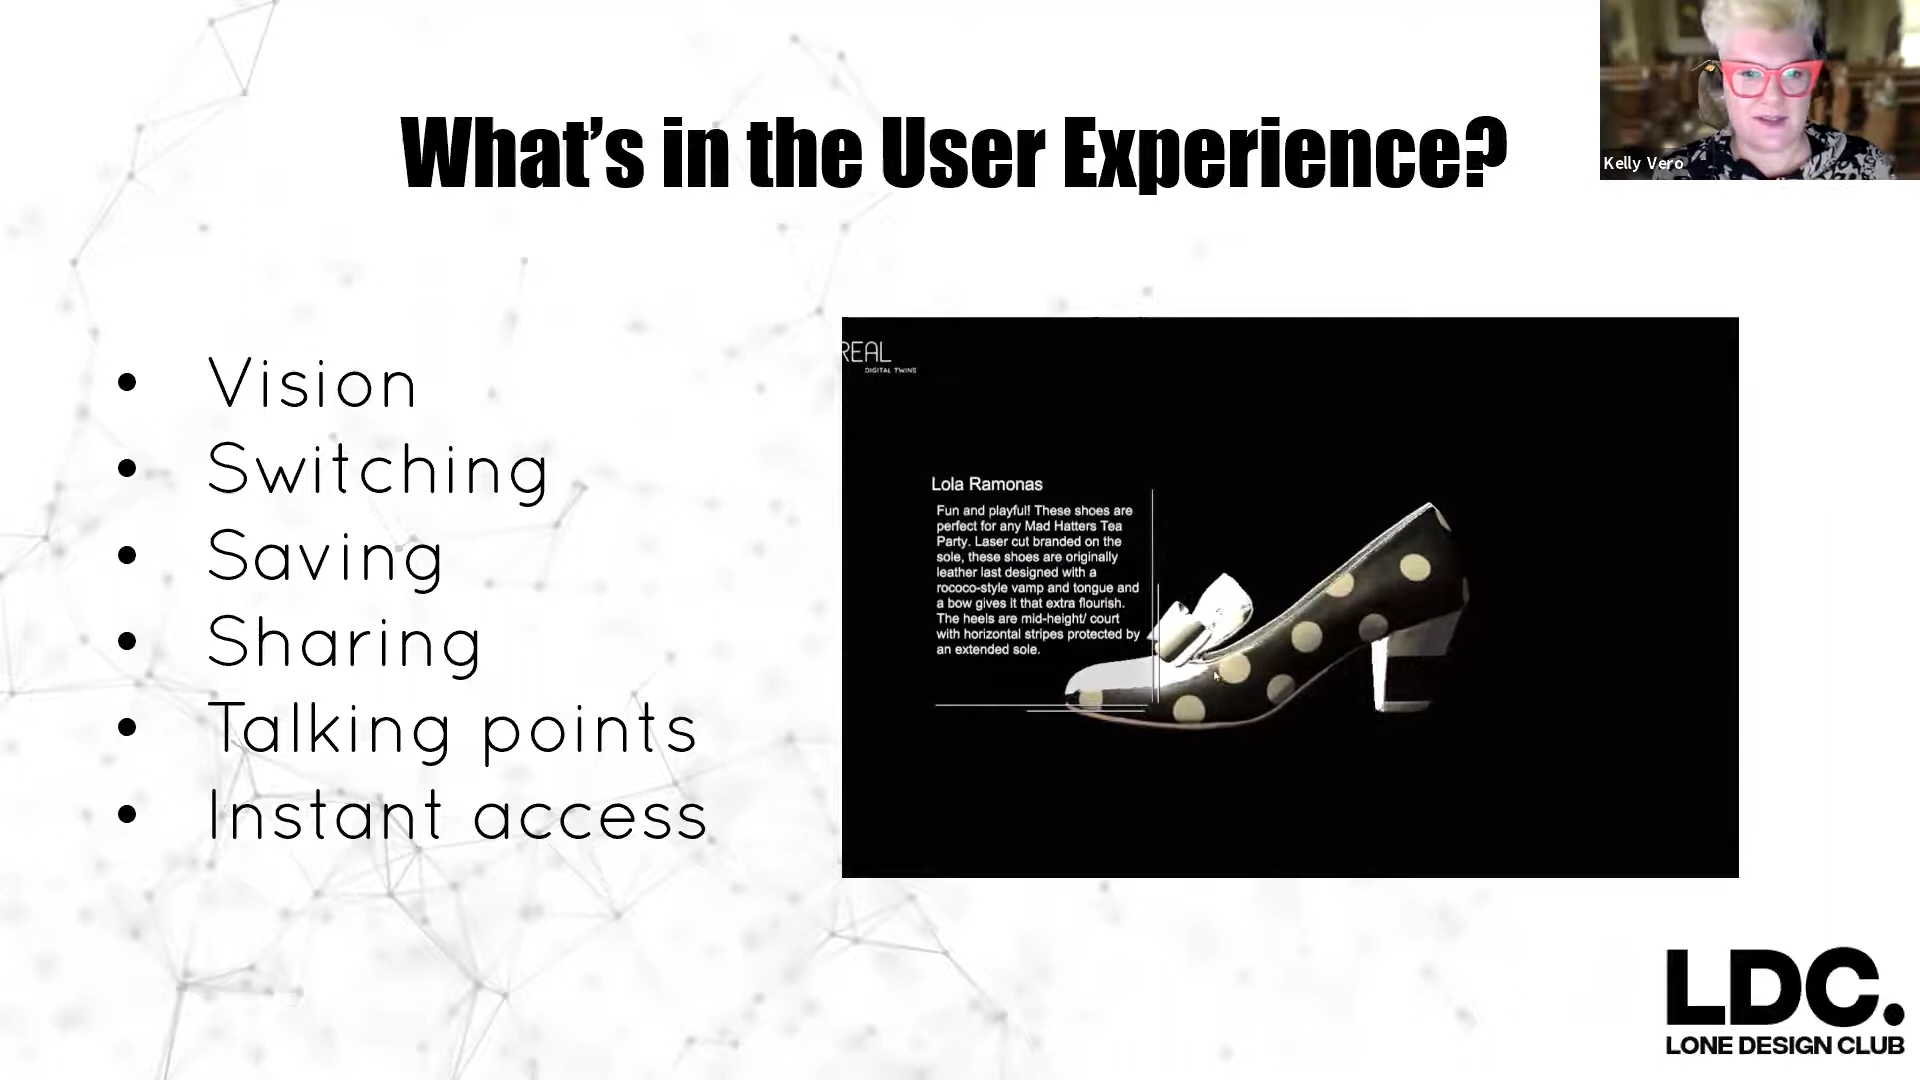 What's in the User Experience?
Kelly Vero
• Vision
• Switching
• Saving
• Sharing
• Talking points
• Instant access
REAL
DIGITAL TWINS
Lola Ramonas
Fun and playful! These shoes are
perfect for any Mad Hatters Tea
Party. Laser cut branded on the
sole, these shoes are originally
leather last designed with a
rococo-style vamp and tongue and
a bow gives it that extra flourish.
The heels are mid-height/ court
with horizontal stripes protected by
an extended sole.
LDC.
LONE DESIGN CLUB